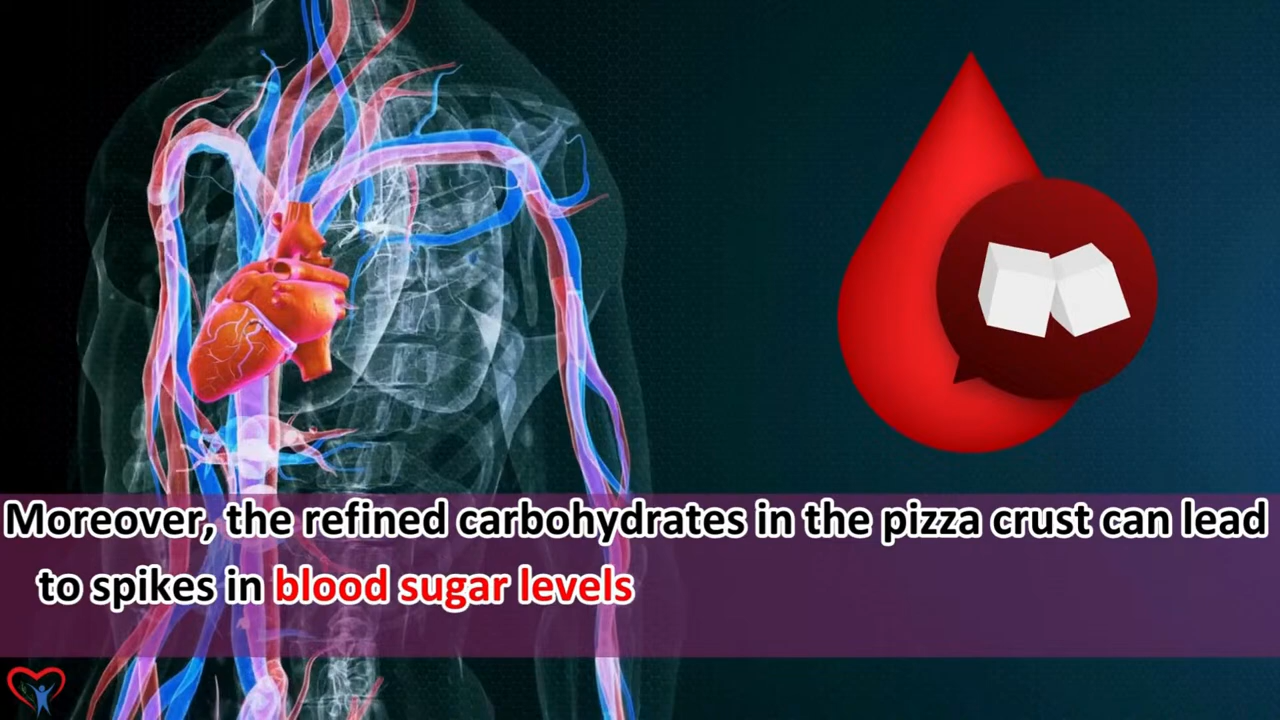 Moreover, the refined carbohydrates in the pizza crust can lead
to spikes in blood sugar levels